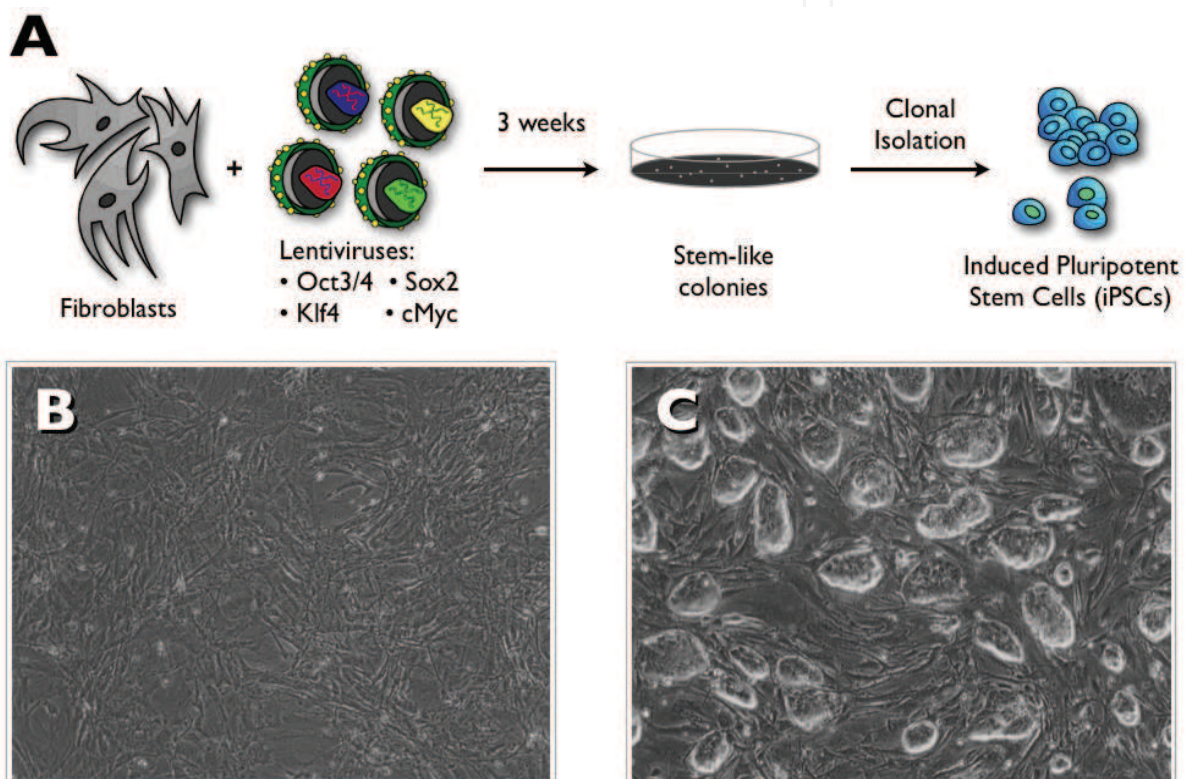 A
3 weeks
Clonal
Isolation
+
Lentiviruses:
• Oct3/4 • Sox2
• Klf4 • cMyc
Fibroblasts
Stem-like
colonies
Induced Pluripotent
Stem Cells (iPSCs)
B
C